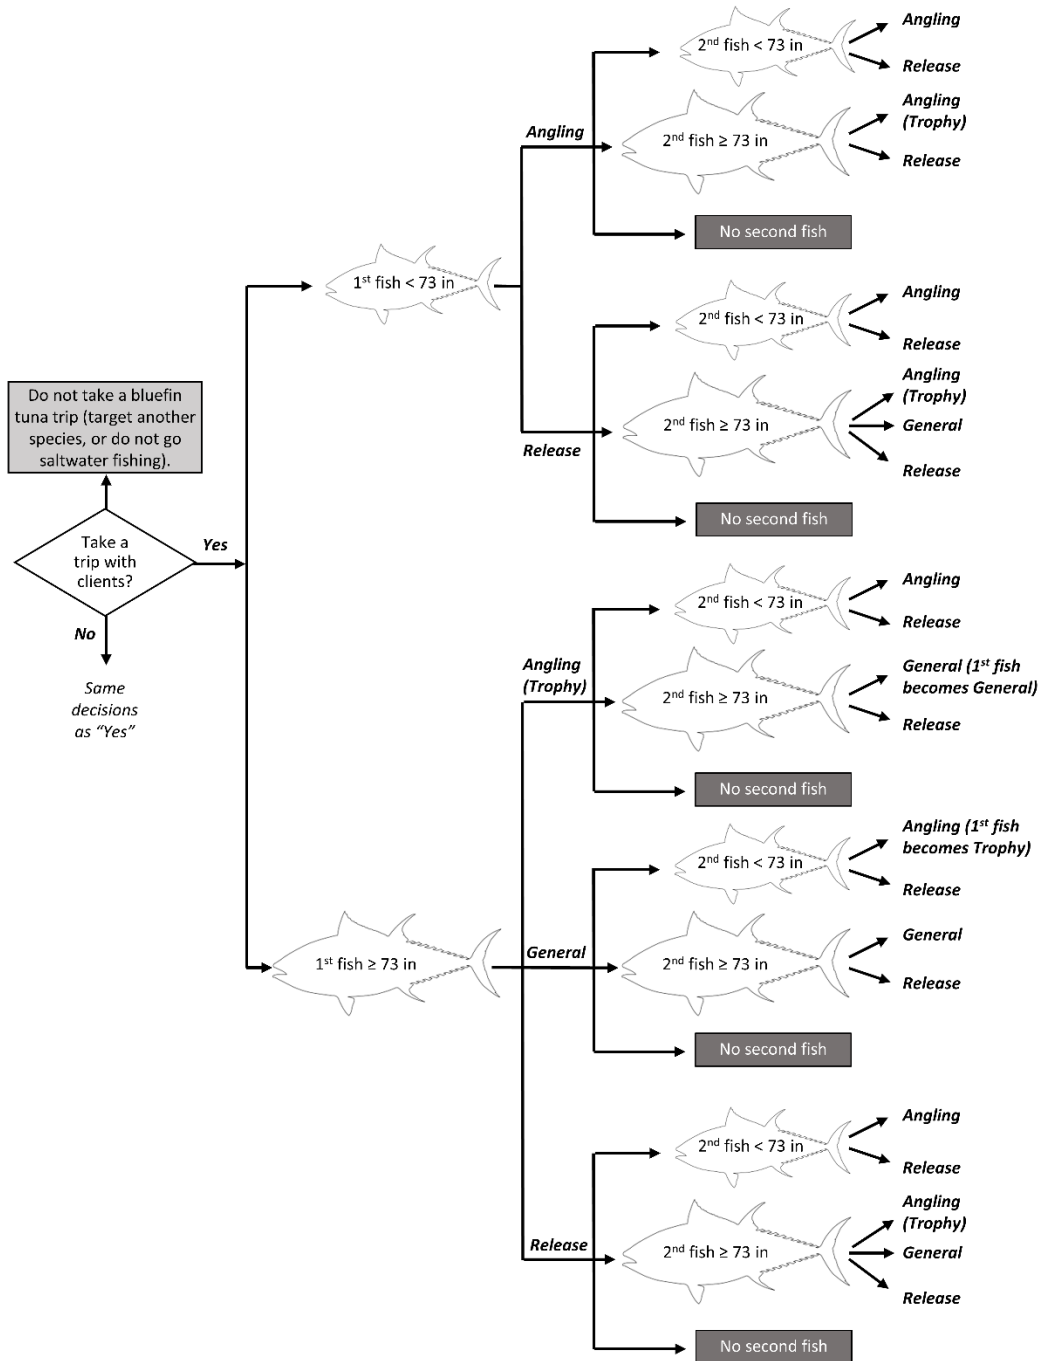 Do not take a bluefin
tuna trip (target another
species, or do not go
saltwater fishing).
Take a
trip with
clients?
Yes
No
Same
decisions
as “Yes”
1st fish < 73 in
Angling
2nd fish < 73 in
Angling
Release
2nd fish ≥ 73 in
Angling
(Trophy)
Release
No second fish
Release
2nd fish < 73 in
Angling
Release
2nd fish ≥ 73 in
Angling
(Trophy)
General
Release
No second fish
1st fish ≥ 73 in
Angling
(Trophy)
2nd fish < 73 in
Angling
Release
2nd fish ≥ 73 in
General (1st fish
becomes General)
Release
No second fish
General
2nd fish < 73 in
Angling (1st fish
becomes Trophy)
Release
2nd fish ≥ 73 in
General
Release
No second fish
Release
2nd fish < 73 in
Angling
Release
2nd fish ≥ 73 in
Angling
(Trophy)
General
Release
No second fish